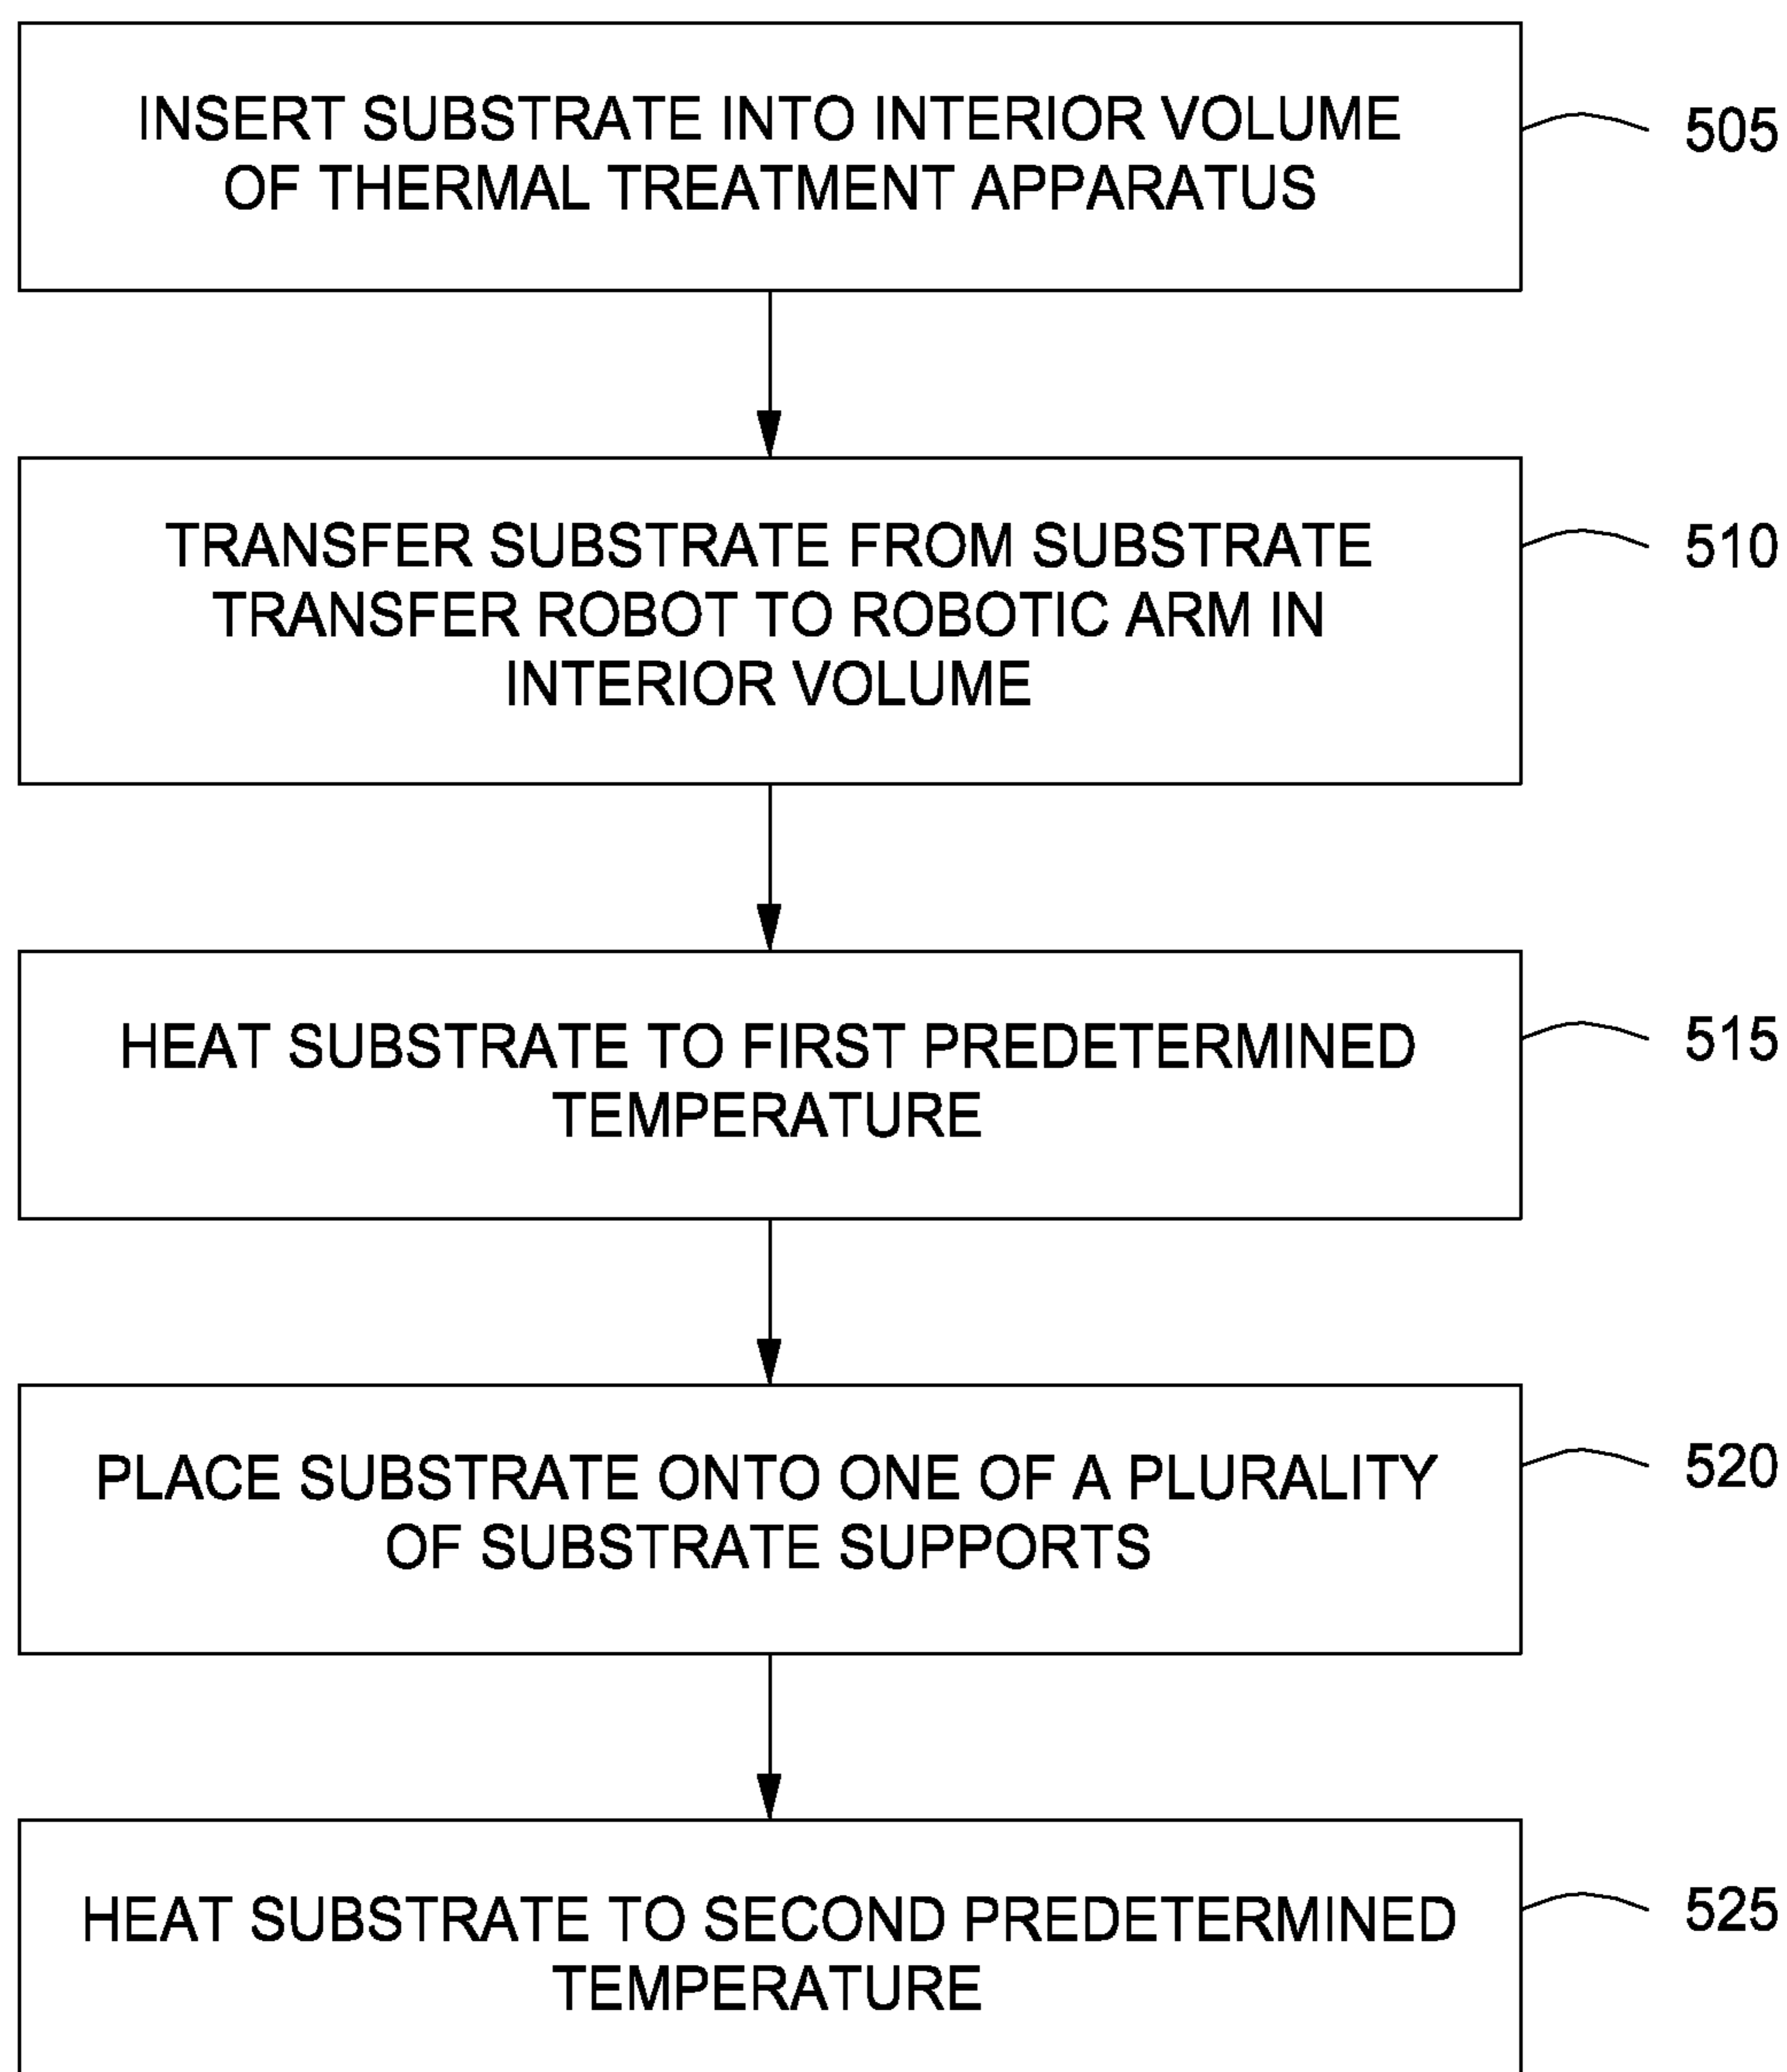 INSERT SUBSTRATE INTO INTERIOR VOLUME
OF THERMAL TREATMENT APPARATUS
505
TRANSFER SUBSTRATE FROM SUBSTRATE
TRANSFER ROBOT TO ROBOTIC ARM IN
INTERIOR VOLUME
510
HEAT SUBSTRATE TO FIRST PREDETERMINED
TEMPERATURE
515
PLACE SUBSTRATE ONTO ONE OF A PLURALITY
OF SUBSTRATE SUPPORTS
520
HEAT SUBSTRATE TO SECOND PREDETERMINED
TEMPERATURE
525